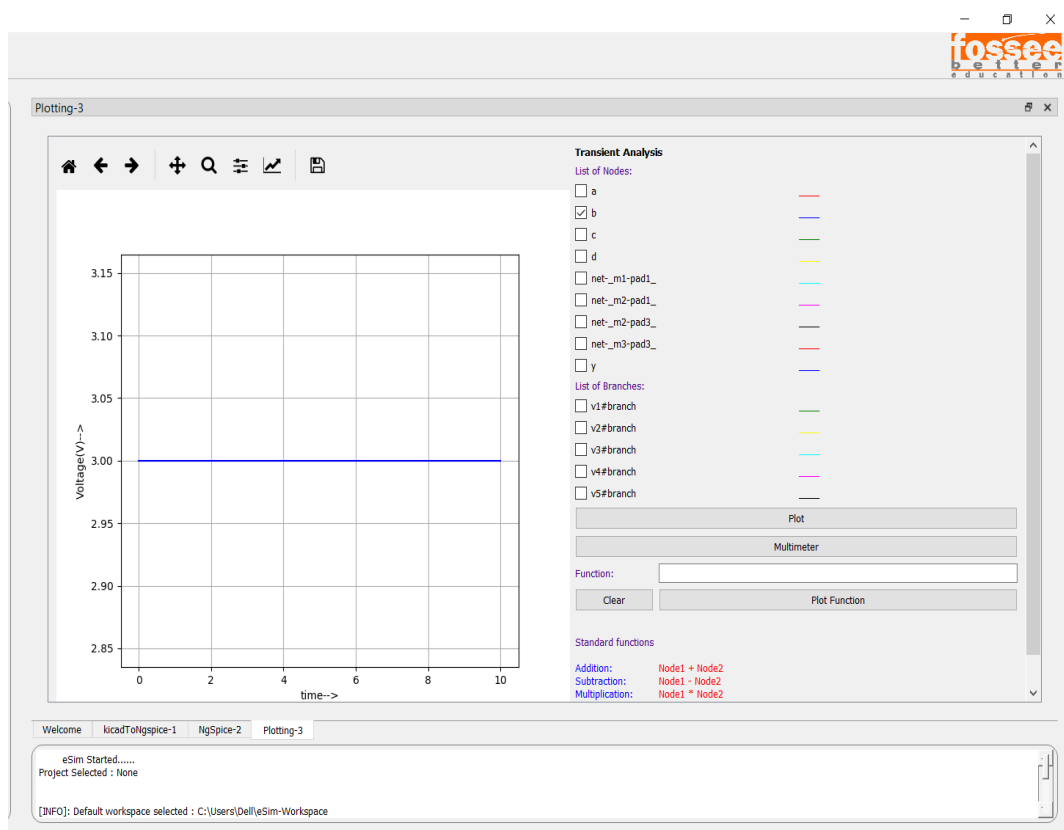 fossee
better
education
Plotting-3
Transient Analysis
List of Nodes:
a
b
c
d
net-_m1-pad1_
net-_m2-pad1_
net-_m2-pad3_
net-_m3-pad3_
y
List of Branches:
v1#branch
v2#branch
v3#branch
v4#branch
v5#branch
Plot
Multimeter
Function:
Clear Plot Function
Standard functions
Addition: Node1 + Node2
Subtraction: Node1 - Node2
Multiplication: Node1 * Node2
3.15
3.10
3.05
3.00
2.95
2.90
2.85
Voltage(V)-->
0 2 4 6 8 10
time-->
Welcome kicadToNgspice-1 NgSpice-2 Plotting-3
eSim Started......
Project Selected : None
[INFO]: Default workspace selected : C:\Users\Dell\eSim-Workspace